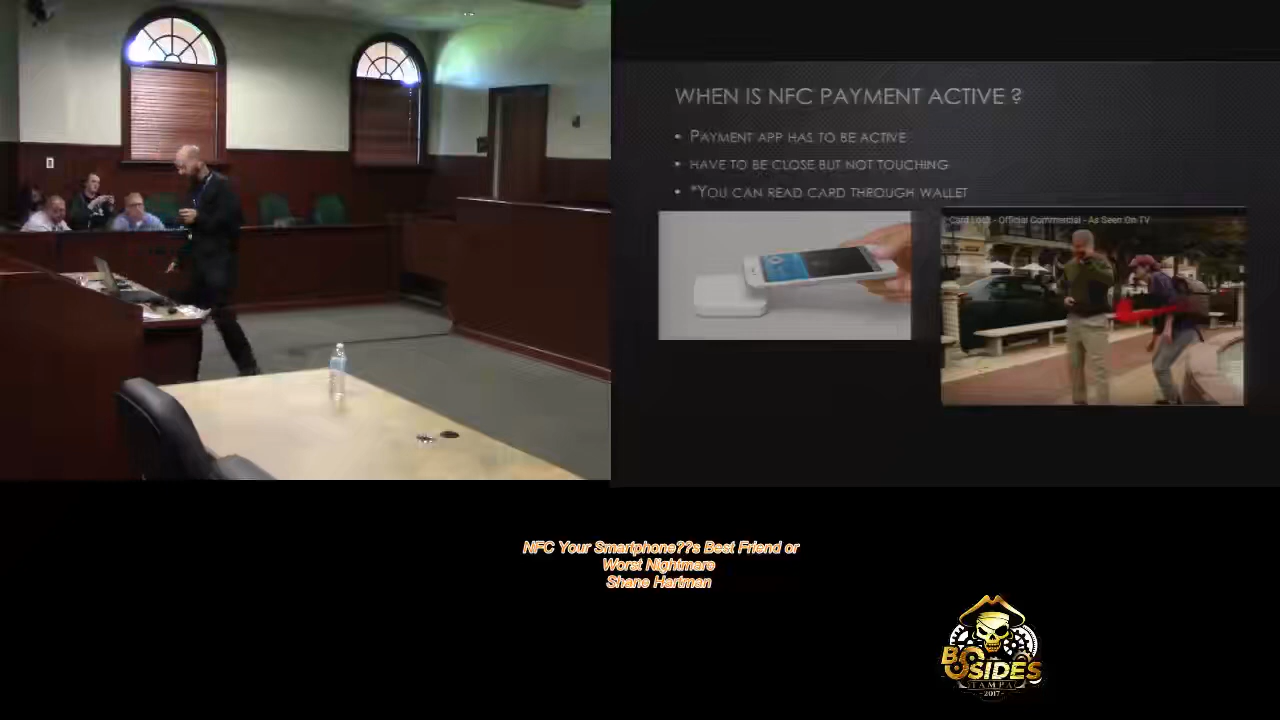 WHEN IS NFC PAYMENT ACTIVE ?
• PAYMENT APP HAS TO BE ACTIVE
• HAVE TO BE CLOSE BUT NOT TOUCHING
• *YOU CAN READ CARD THROUGH WALLET
Card Lock - Official Commercial - As Seen On TV
NFC Your Smartphone??s Best Friend or
Worst Nightmare
Shane Hartman
BSIDES
TAMPA
- 2017 -